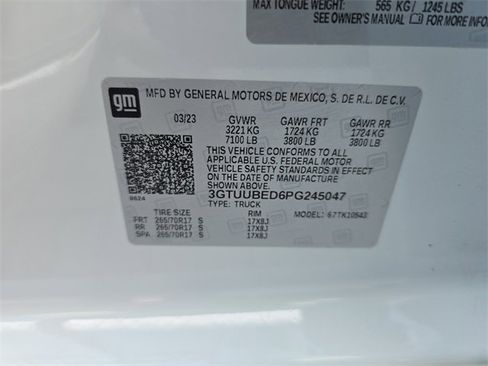 MAX TONGUE WEIGHT: 565 KG / 1245 LBS
SEE OWNER'S MANUAL FOR MORE INFORMATION
gm
MFD BY GENERAL MOTORS DE MEXICO, S. DE R.L. DE C.V.
03/23 GVWR GAWR FRT GAWR RR
3221 KG 1724 KG 1724 KG
7100 LB 3800 LB 3800 LB
THIS VEHICLE CONFORMS TO ALL
APPLICABLE U.S. FEDERAL MOTOR
VEHICLE SAFETY STANDARDS IN EFFECT
ON THE DATE OF MANUFACTURE SHOWN ABOVE.
3GTUUBED6PG245047
TYPE: TRUCK
8624
TIRE SIZE RIM MODEL: 67TK10543
FRT 265/70R17 S 17X8J
RR 265/70R17 S 17X8J
SPA 265/70R17 S 17X8J